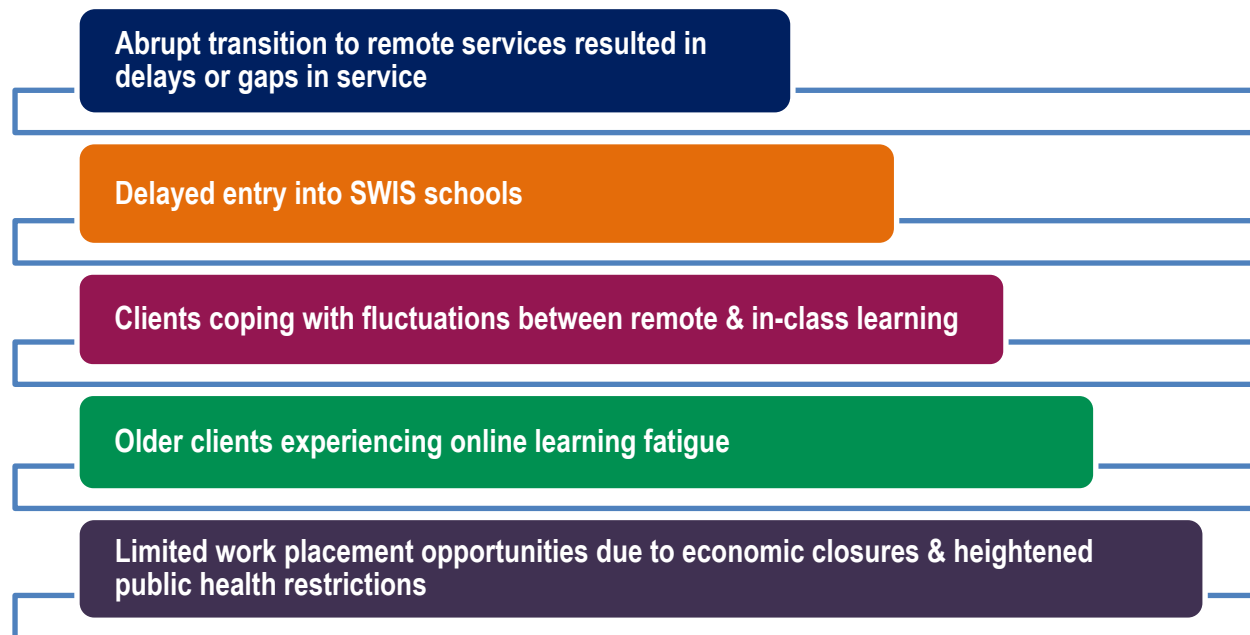 Abrupt transition to remote services resulted in
delays or gaps in service
Delayed entry into SWIS schools
Clients coping with fluctuations between remote & in-class learning
Older clients experiencing online learning fatigue
Limited work placement opportunities due to economic closures & heightened
public health restrictions